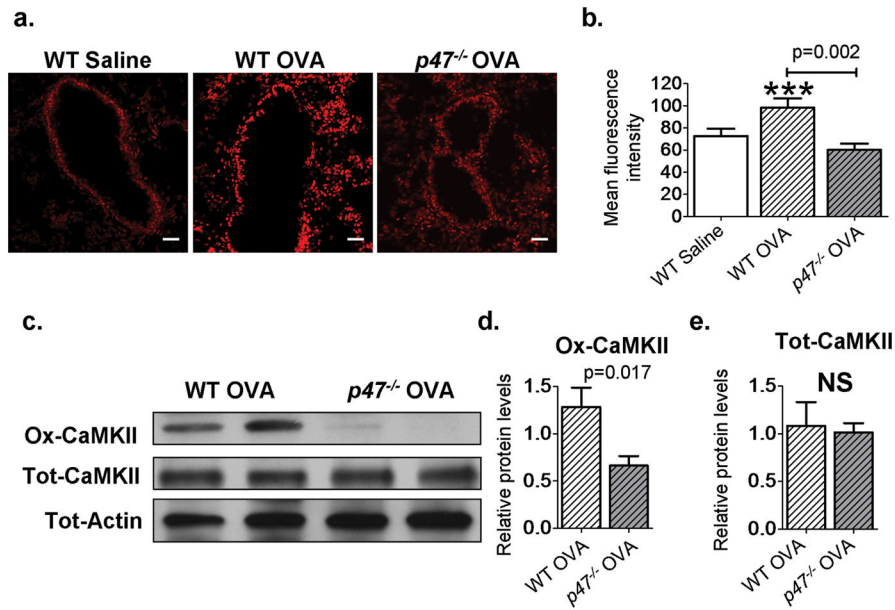 a.
WT Saline
WT OVA
p47-/- OVA
b.
p=0.002
***
Mean fluorescence
intensity
120
100
80
60
40
20
0
WT Saline
WT OVA
p47-/- OVA
c.
WT OVA
p47-/- OVA
Ox-CaMKII
Tot-CaMKII
Tot-Actin
d.
Ox-CaMKII
p=0.017
Relative protein levels
1.5
1.0
0.5
0.0
WT OVA
p47-/- OVA
e.
Tot-CaMKII
NS
Relative protein levels
1.5
1.0
0.5
0.0
WT OVA
p47-/- OVA